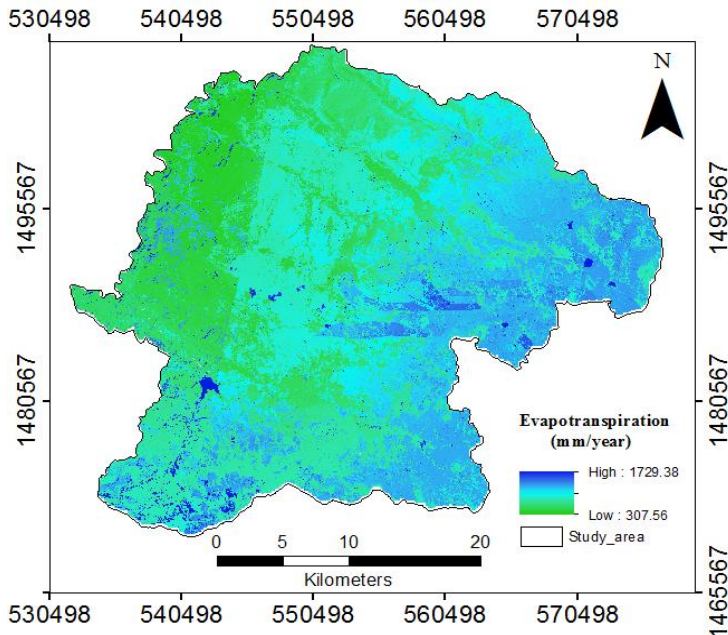 530498 540498 550498 560498 570498
N
1495567 1495567
1480567 1480567
Evapotranspiration
(mm/year)
High : 1729.38
Low : 307.56
Study_area
0 5 10 20
Kilometers
1465567
530498 540498 550498 560498 570498